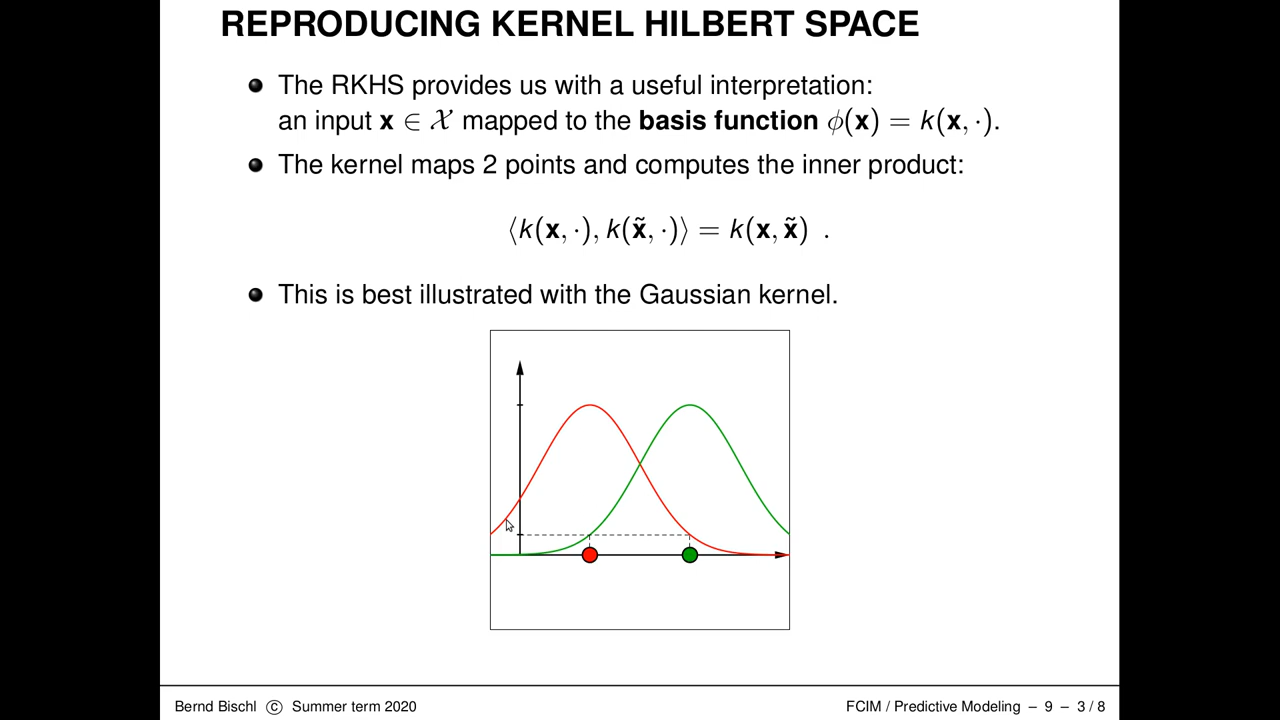 REPRODUCING KERNEL HILBERT SPACE
The RKHS provides us with a useful interpretation:
an input x ∈ 𝒳 mapped to the basis function ϕ(x) = k(x, ·).
The kernel maps 2 points and computes the inner product:
⟨k(x, ·), k(x̃, ·)⟩ = k(x, x̃) .
This is best illustrated with the Gaussian kernel.
Bernd Bischl © Summer term 2020
FCIM / Predictive Modeling – 9 – 3 / 8